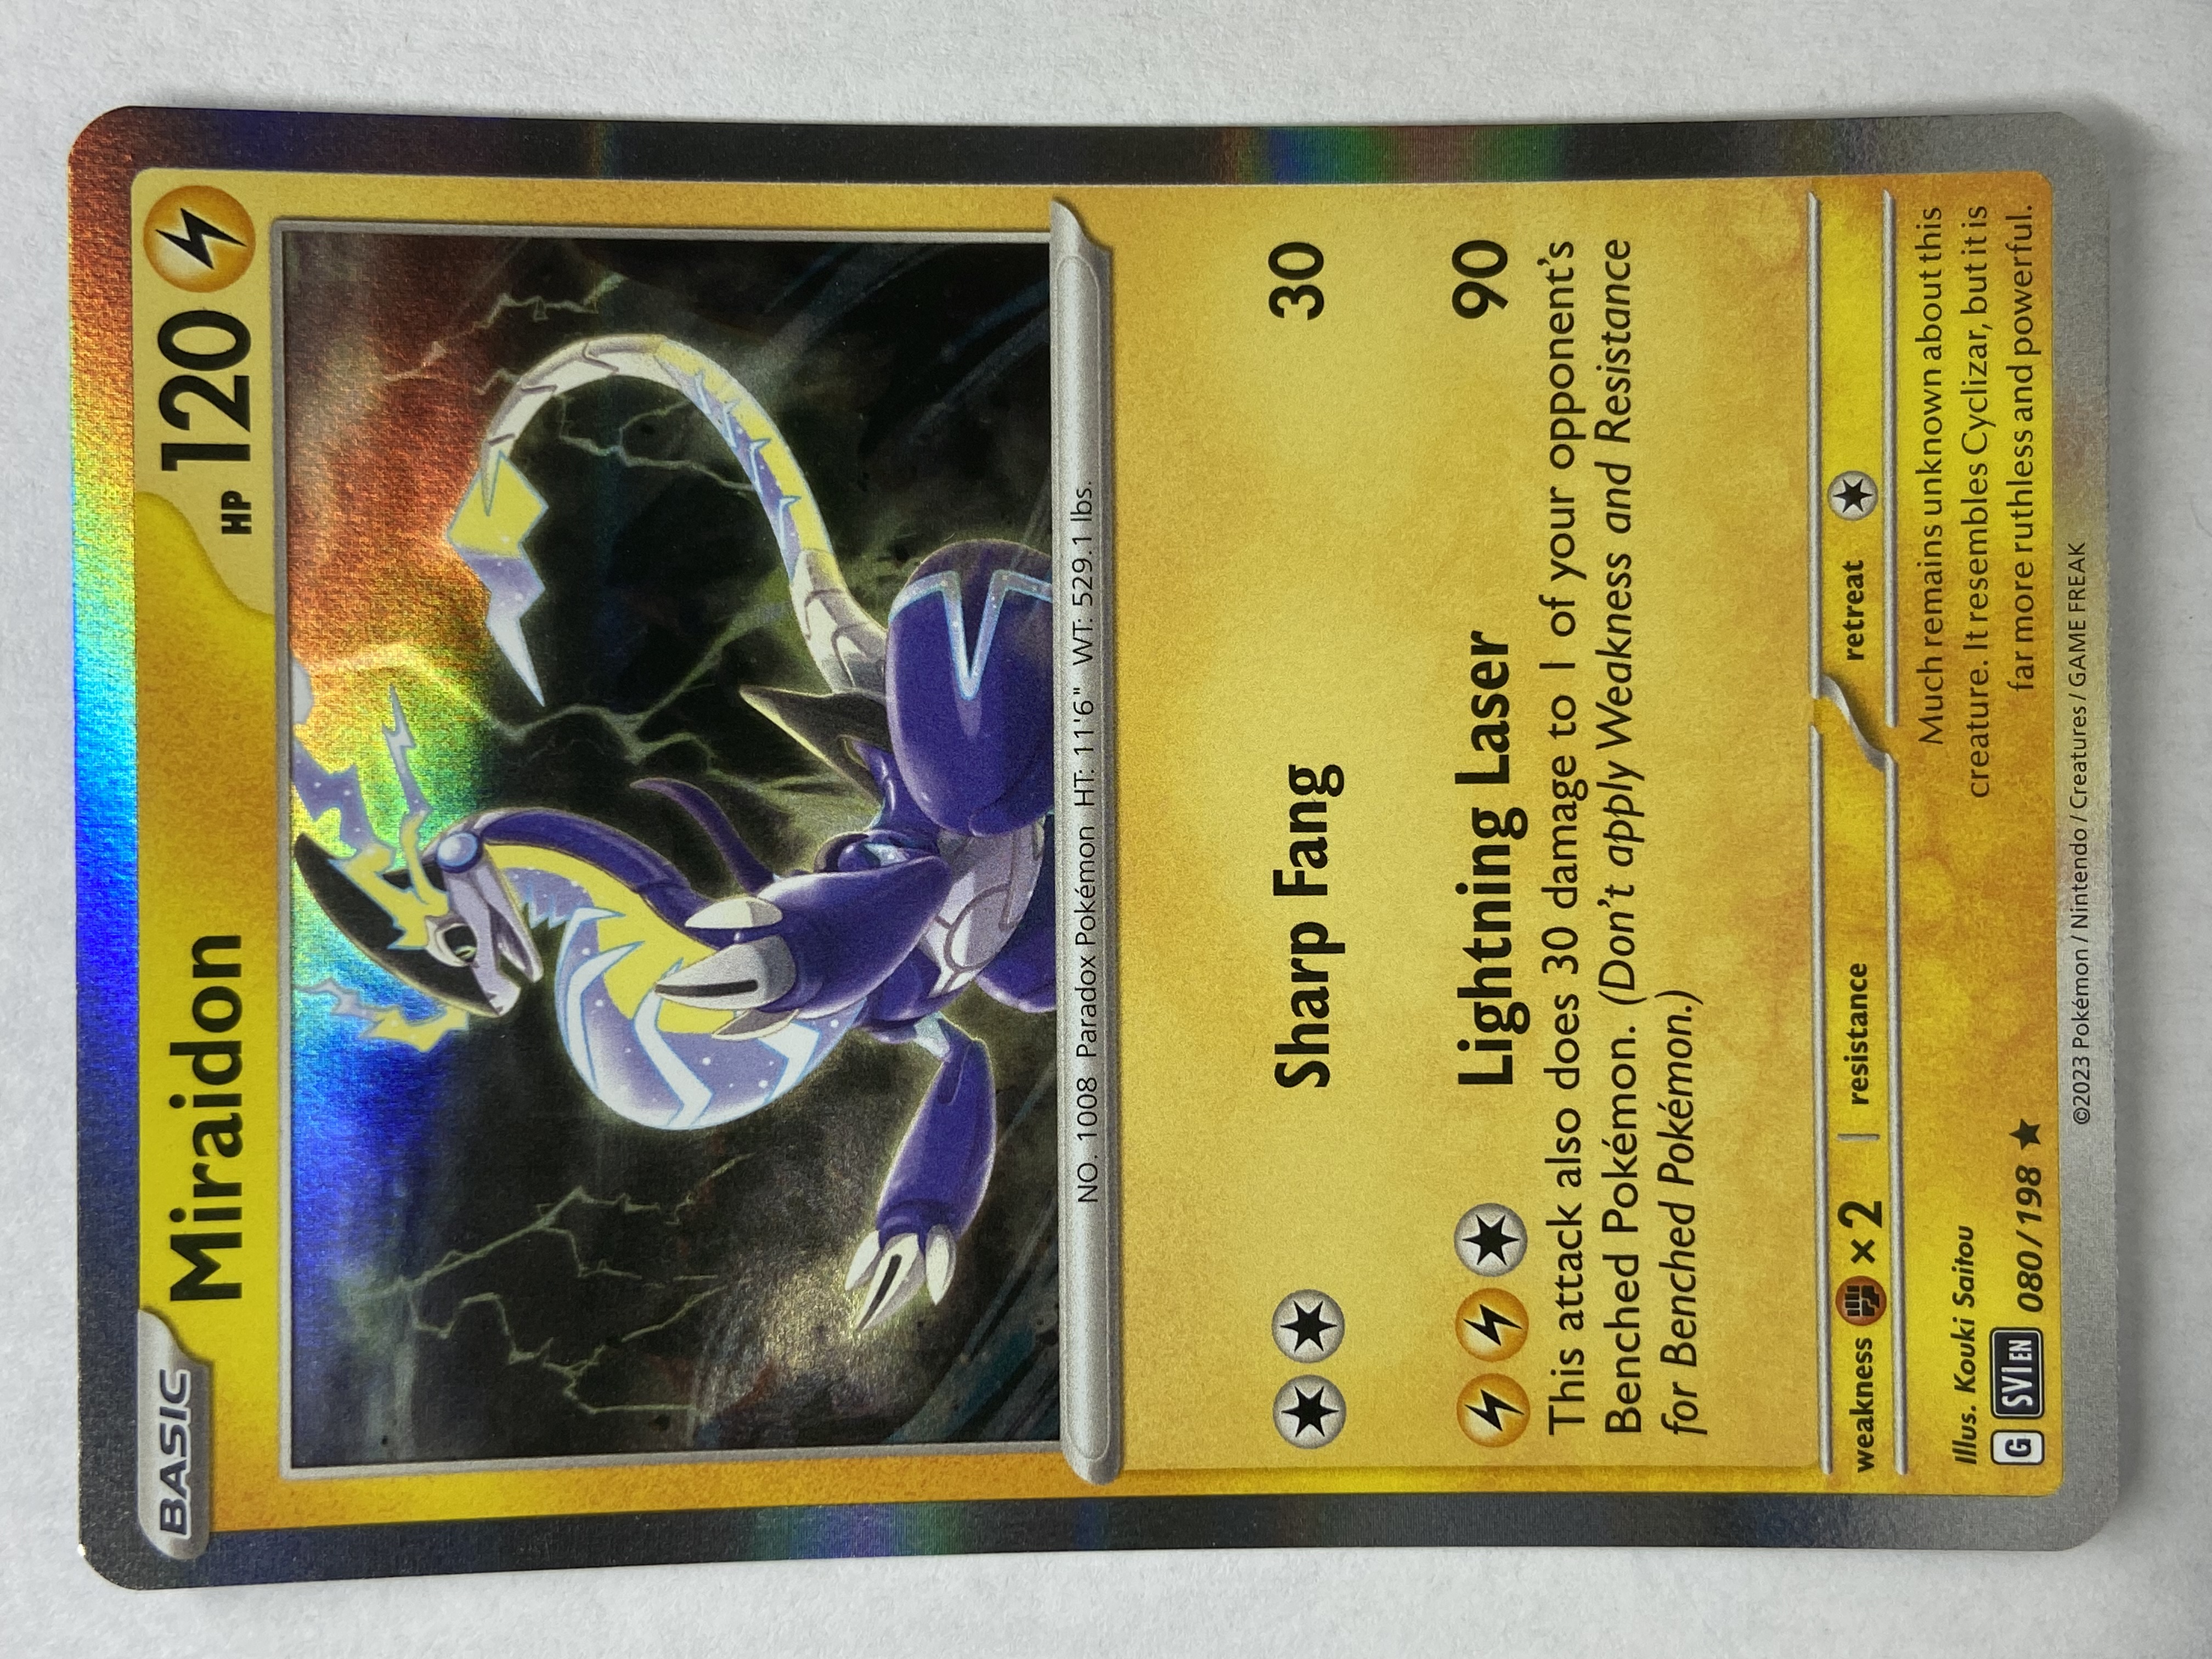 BASIC Miraidon HP 120
NO. 1008 Paradox Pokémon HT: 11'6" WT: 529.1 lbs.
Sharp Fang 30
Lightning Laser 90
This attack also does 30 damage to 1 of your opponent's
Benched Pokémon. (Don't apply Weakness and Resistance
for Benched Pokémon.)
weakness × 2 resistance retreat
Illus. Kouki Saitou
G SVI EN 080/198
Much remains unknown about this
creature. It resembles Cyclizar, but it is
far more ruthless and powerful.
©2023 Pokémon / Nintendo / Creatures / GAME FREAK